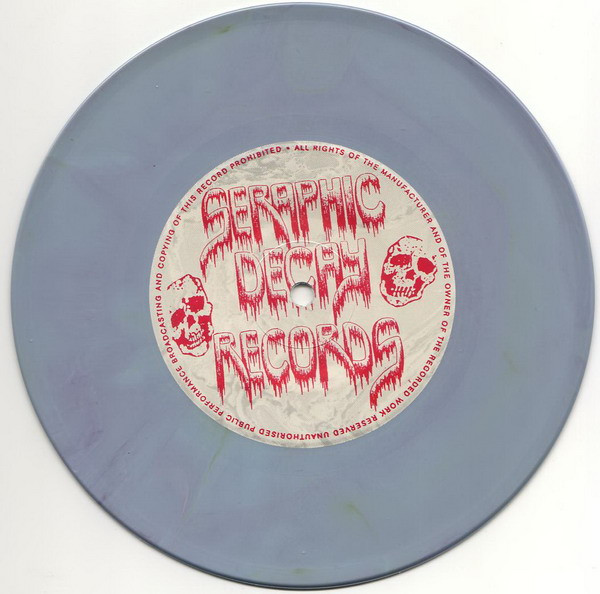 SERAPHIC
DECAY
RECORDS
• ALL RIGHTS OF THE MANUFACTURER AND OF THE OWNER OF THE RECORDED WORK RESERVED UNAUTHORISED PUBLIC PERFORMANCE BROADCASTING AND COPYING OF THIS RECORD PROHIBITED